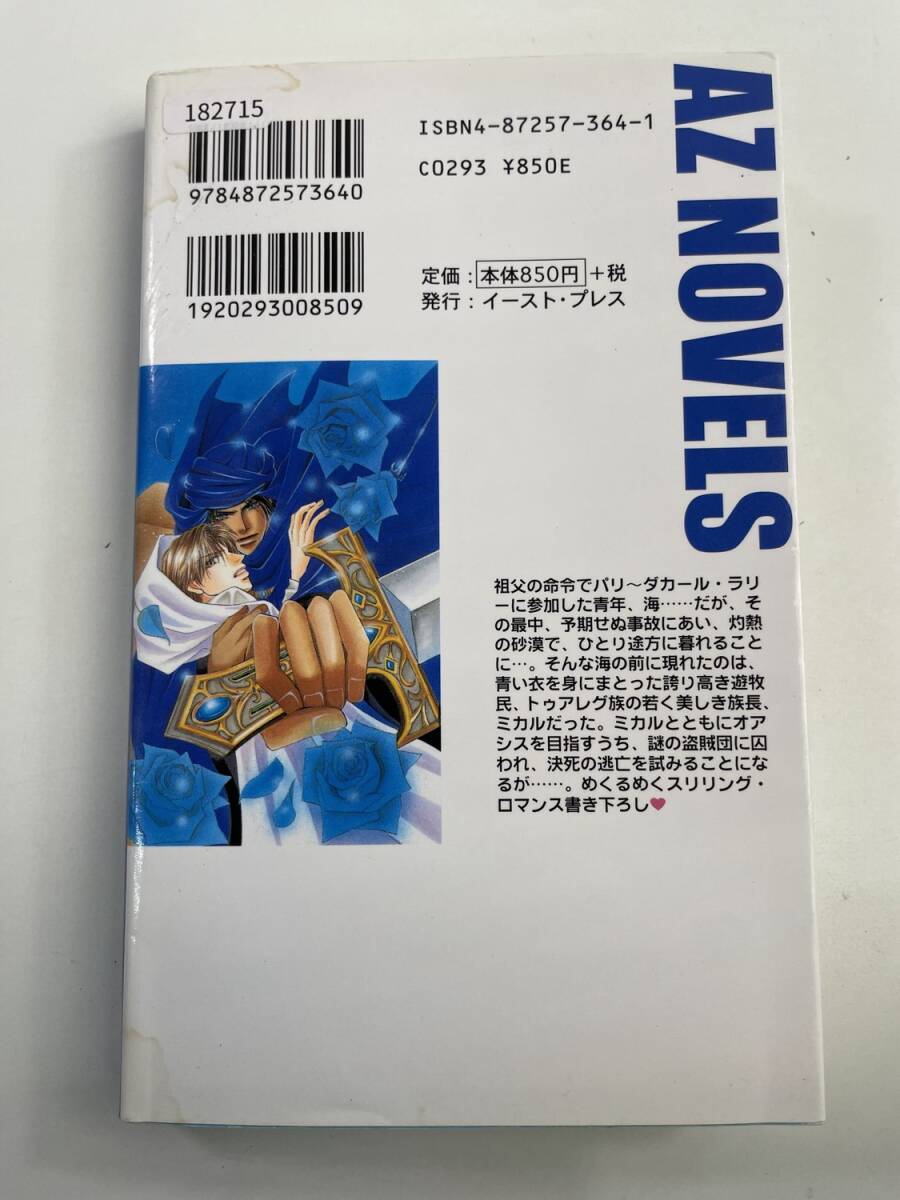 182715
9784872573640
ISBN4-87257-364-1
C0293 ¥850E
1920293008509
定価：本体850円＋税
発行：イースト・プレス
AZ NOVELS
祖父の命令でパリ～ダカール・ラリ
ーに参加した青年、海……だが、そ
の最中、予期せぬ事故にあい、灼熱
の砂漠で、ひとり途方に暮れること
に…。そんな海の前に現れたのは、
青い衣を身にまとった誇り高き遊牧
民、トゥアレグ族の若く美しき族長、
ミカルだった。ミカルとともにオア
シスを目指すうち、謎の盗賊団に囚
われ、決死の逃亡を試みることにな
るが……。めくるめくスリリング・
ロマンス書き下ろし♥